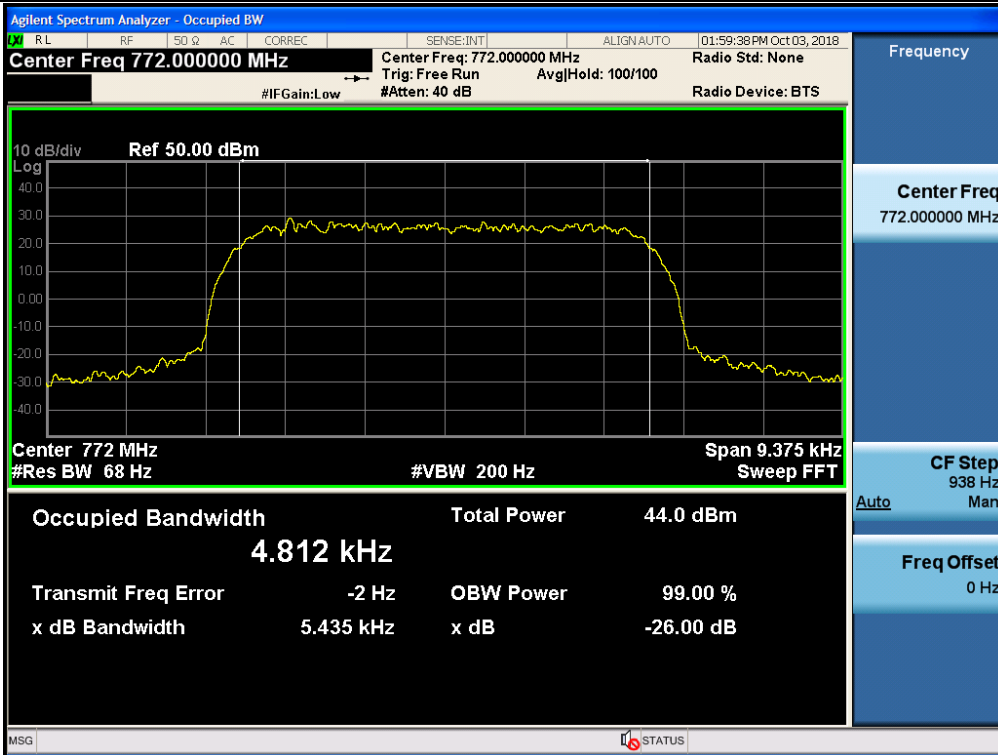 Agilent Spectrum Analyzer - Occupied BW
LXI RL RF 50 Ω AC CORREC SENSE:INT ALIGN AUTO 01:59:38 PM Oct 03, 2018
Center Freq 772.000000 MHz
Center Freq: 772.000000 MHz
Radio Std: None
Trig: Free Run Avg|Hold: 100/100
#IFGain:Low
#Atten: 40 dB
Radio Device: BTS
Frequency
10 dB/div Ref 50.00 dBm
Log
40.0
30.0
20.0
10.0
0.00
-10.0
-20.0
-30.0
-40.0
Center 772 MHz Span 9.375 kHz
#Res BW 68 Hz #VBW 200 Hz Sweep FFT
Center Freq
772.000000 MHz
CF Step
938 Hz
Auto Man
Freq Offset
0 Hz
Occupied Bandwidth Total Power 44.0 dBm
4.812 kHz
Transmit Freq Error -2 Hz OBW Power 99.00 %
x dB Bandwidth 5.435 kHz x dB -26.00 dB
MSG STATUS